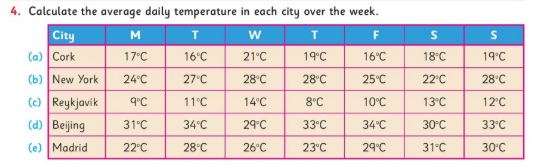 4. Calculate the average daily temperature in each city over the week.
City M T W T F S S
(a) Cork 17°C 16°C 21°C 19°C 16°C 18°C 19°C
(b) New York 24°C 27°C 28°C 28°C 25°C 22°C 28°C
(c) Reykjavík 9°C 11°C 14°C 8°C 10°C 13°C 12°C
(d) Beijing 31°C 34°C 29°C 33°C 34°C 30°C 33°C
(e) Madrid 22°C 28°C 26°C 23°C 29°C 31°C 30°C